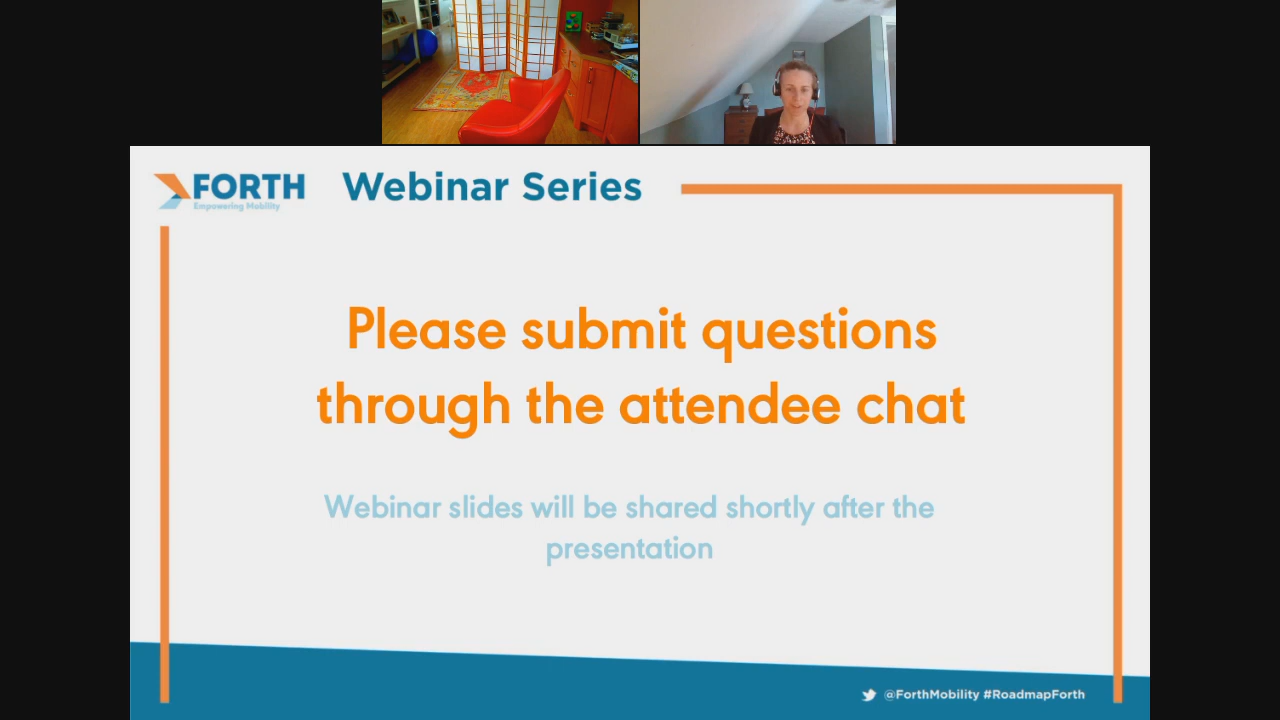 FORTH
Empowering Mobility
Webinar Series
Please submit questions
through the attendee chat
Webinar slides will be shared shortly after the
presentation
@ForthMobility #RoadmapForth